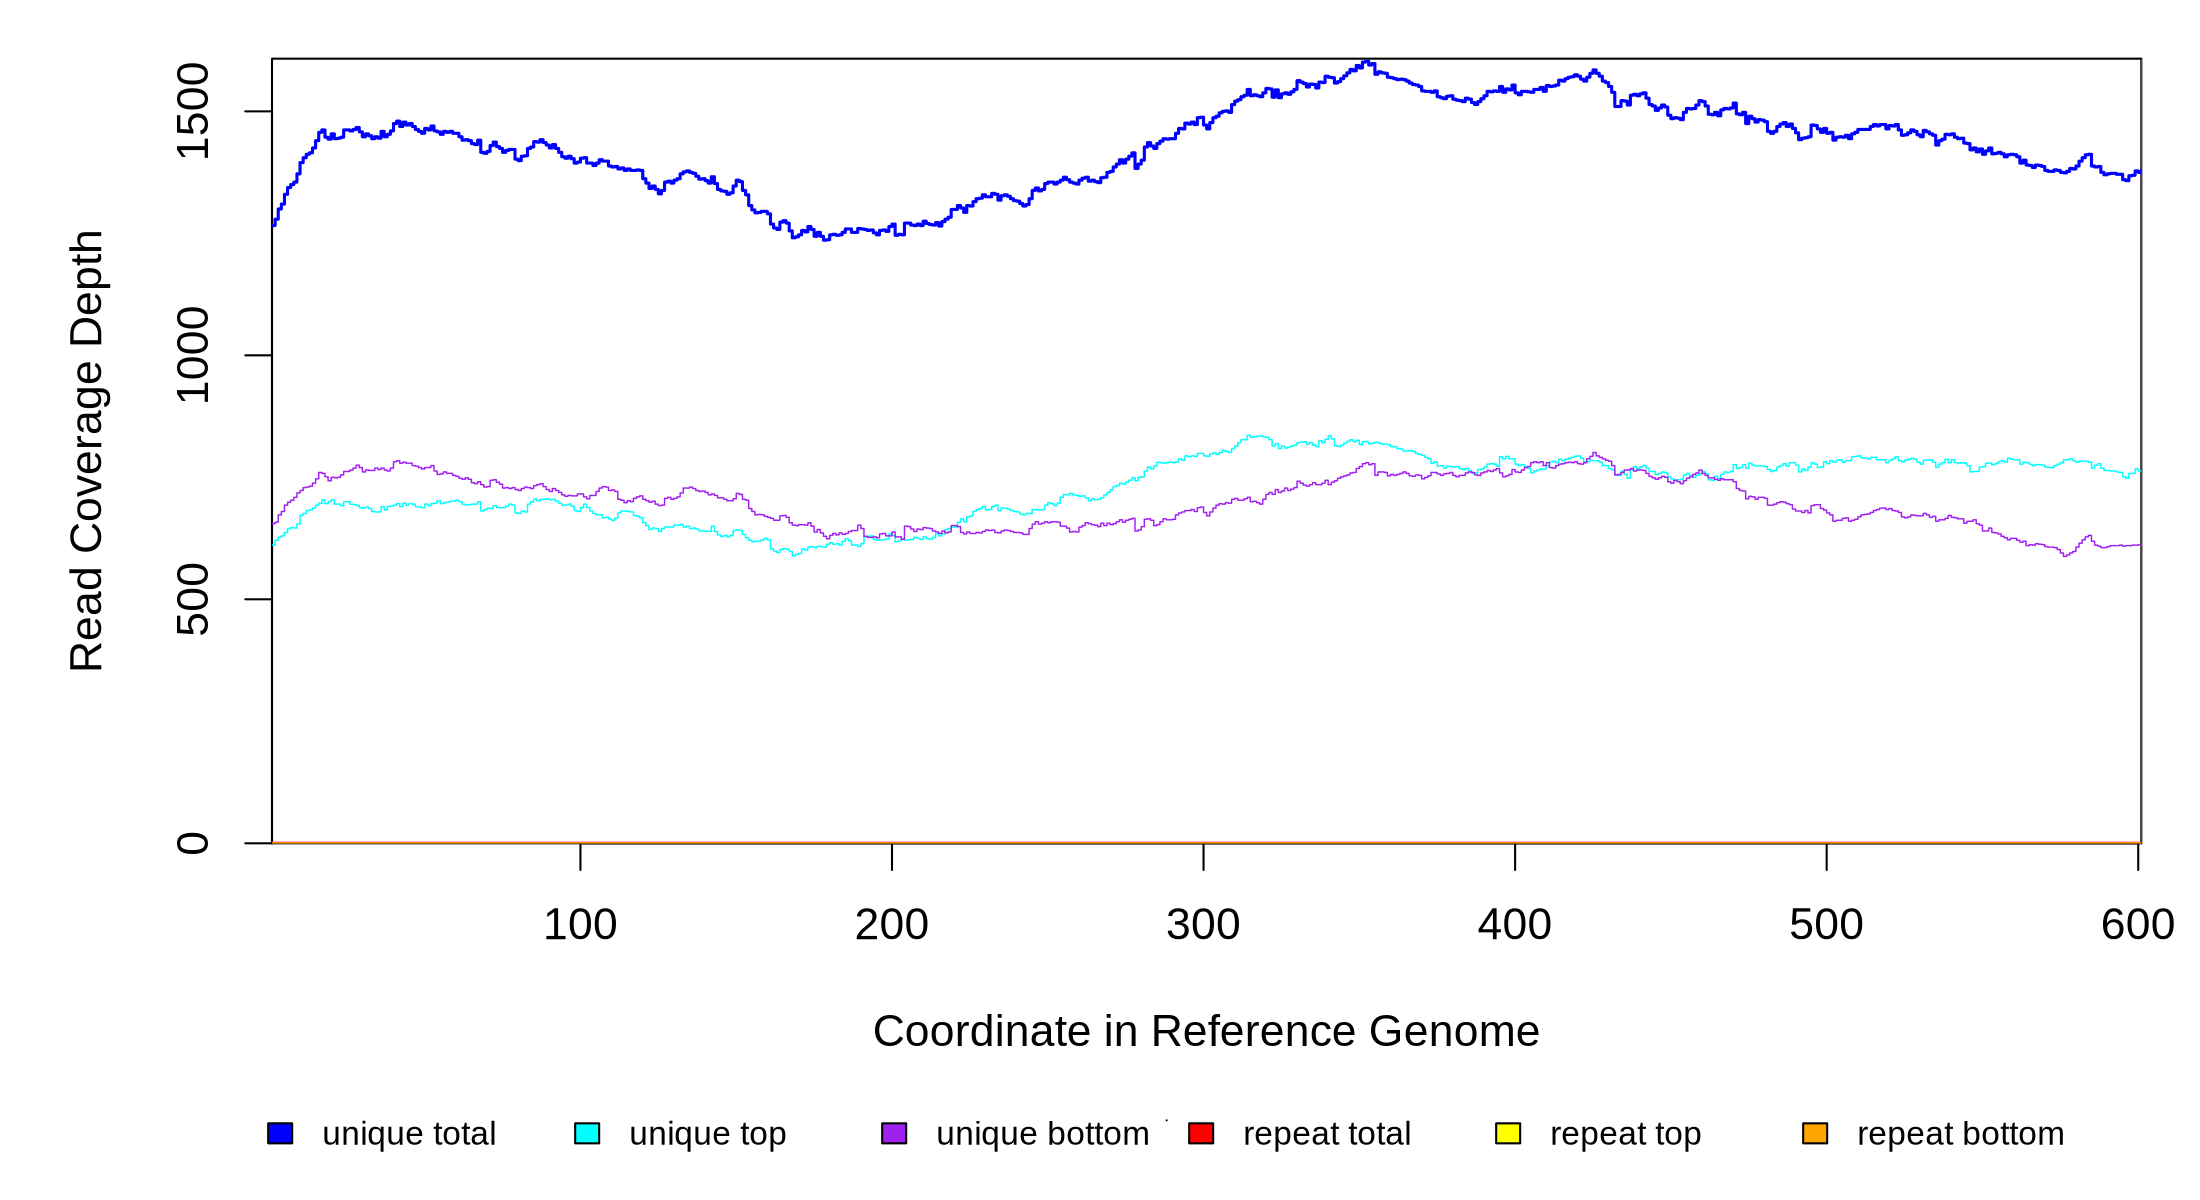 Read Coverage Depth
1500
1000
500
0
100 200 300 400 500 600
Coordinate in Reference Genome
unique total unique top unique bottom repeat total repeat top repeat bottom